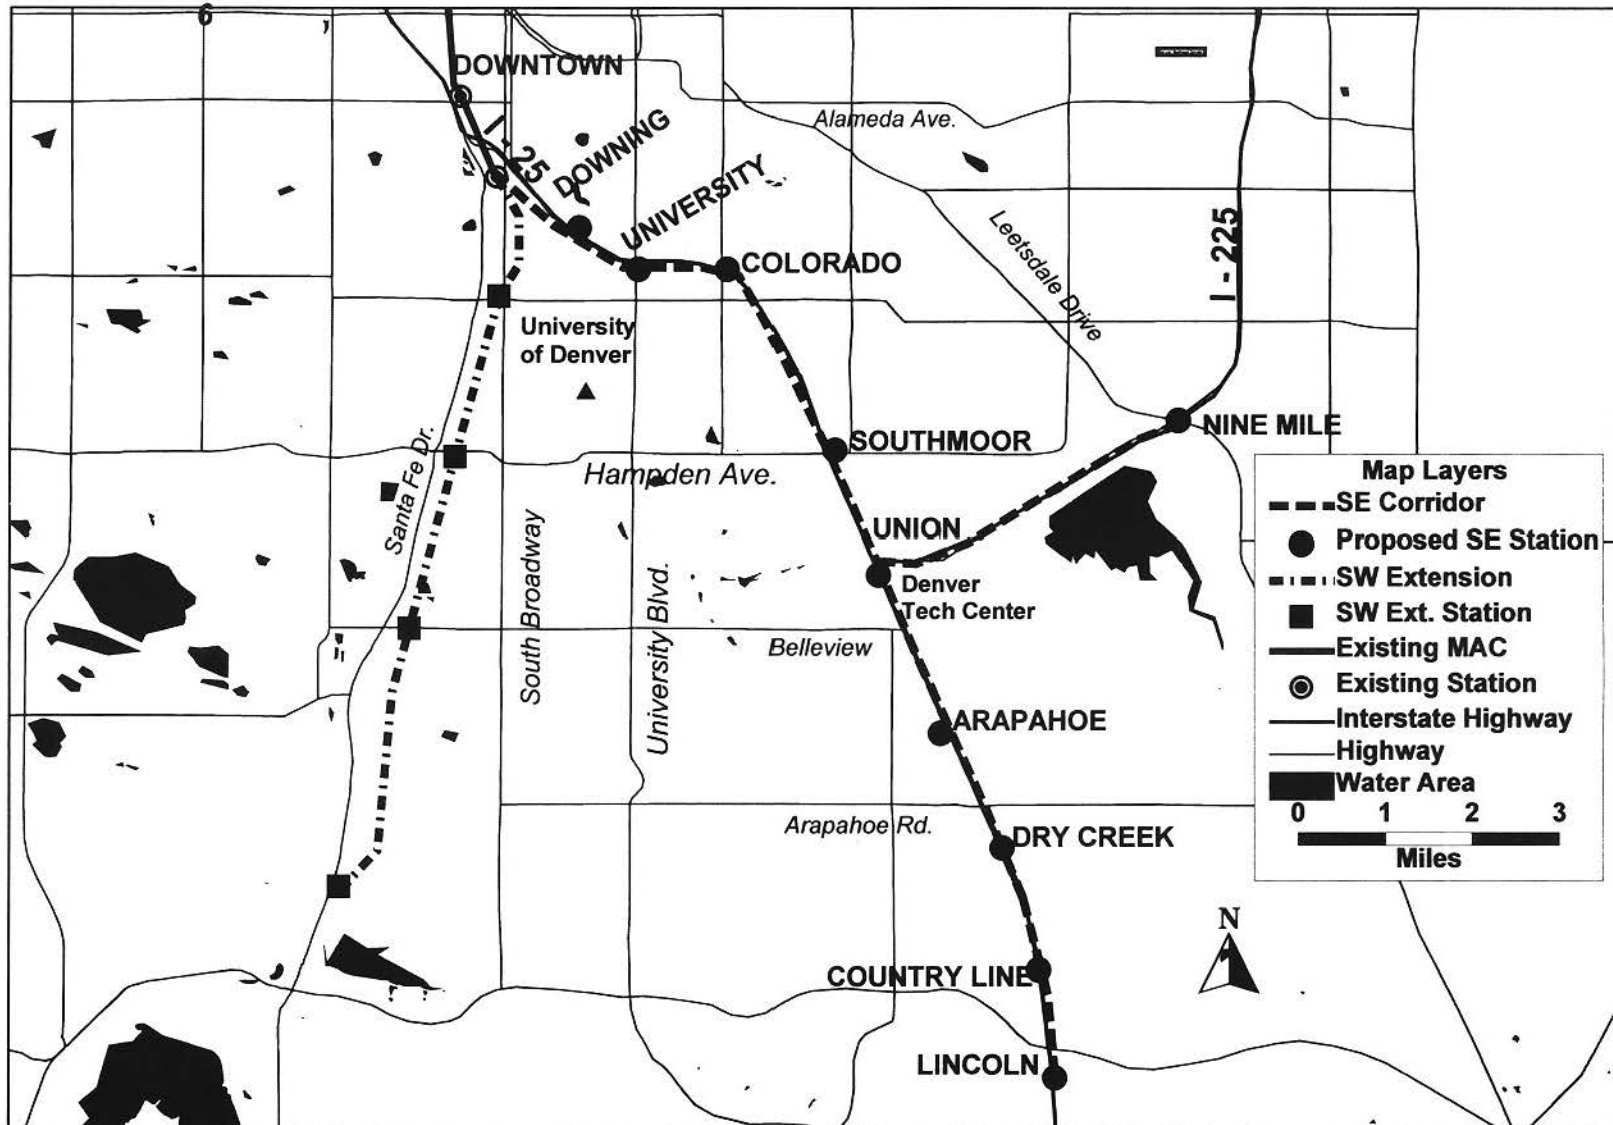 6
DOWNTOWN
I-25
DOWNING
UNIVERSITY
Alameda Ave.
COLORADO
Leetsdale Drive
I - 225
University
of Denver
Santa Fe Dr.
SOUTHMOOR
NINE MILE
Hampden Ave.
UNION
Denver
Tech Center
South Broadway
University Blvd.
Belleview
ARAPAHOE
Arapahoe Rd.
DRY CREEK
COUNTRY LINE
LINCOLN
Map Layers
SE Corridor
Proposed SE Station
SW Extension
SW Ext. Station
Existing MAC
Existing Station
Interstate Highway
Highway
Water Area
0 1 2 3
Miles
N